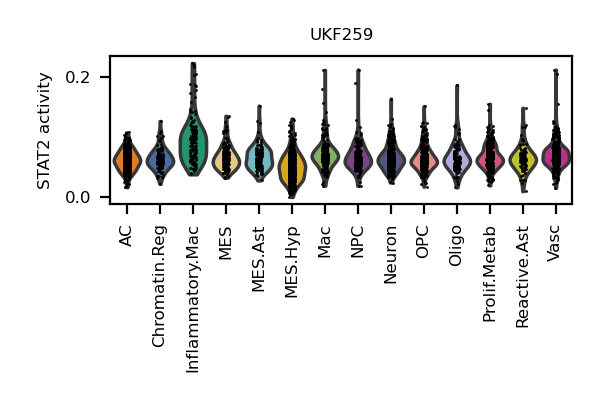 UKF259
STAT2 activity
0.2
0.0
AC
Chromatin.Reg
Inflammatory.Mac
MES
MES.Ast
MES.Hyp
Mac
NPC
Neuron
OPC
Oligo
Prolif.Metab
Reactive.Ast
Vasc